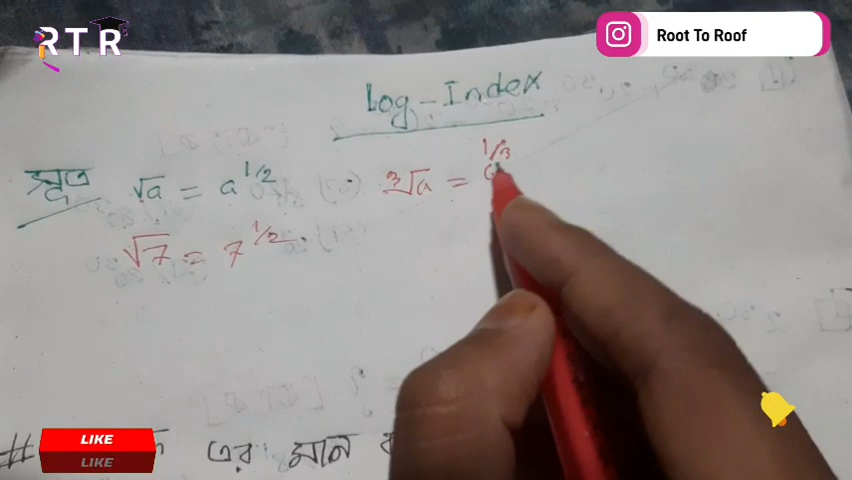 RTR
Root To Roof
Log-Index
সূত্র √a = a^1/2 ³√a = a^1/3
√7 = 7^1/2
# এর মান
LIKE
LIKE